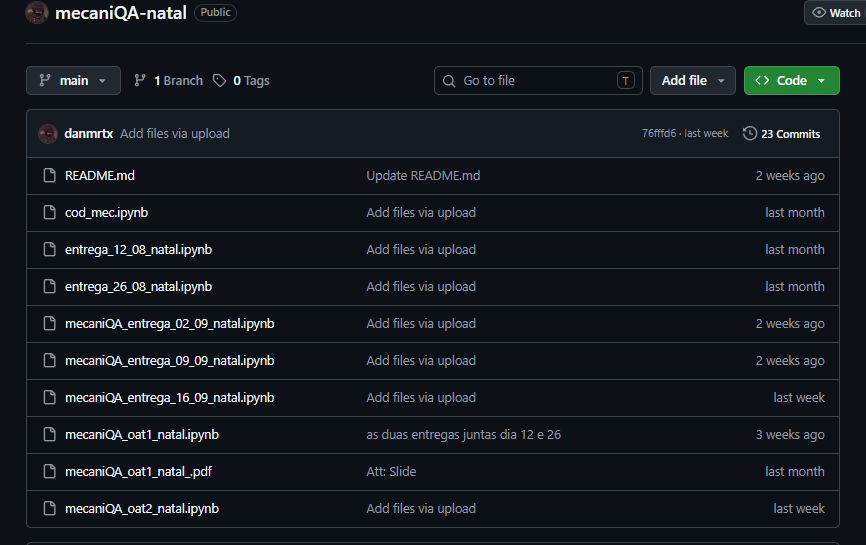 mecaniQA-natal Public Watch
main 1 Branch 0 Tags Go to file T Add file Code
danmrtx Add files via upload 76fffd6 · last week 23 Commits
README.md Update README.md 2 weeks ago
cod_mec.ipynb Add files via upload last month
entrega_12_08_natal.ipynb Add files via upload last month
entrega_26_08_natal.ipynb Add files via upload last month
mecaniQA_entrega_02_09_natal.ipynb Add files via upload 2 weeks ago
mecaniQA_entrega_09_09_natal.ipynb Add files via upload 2 weeks ago
mecaniQA_entrega_16_09_natal.ipynb Add files via upload last week
mecaniQA_oat1_natal.ipynb as duas entregas juntas dia 12 e 26 3 weeks ago
mecaniQA_oat1_natal_.pdf Att: Slide last month
mecaniQA_oat2_natal.ipynb Add files via upload last week